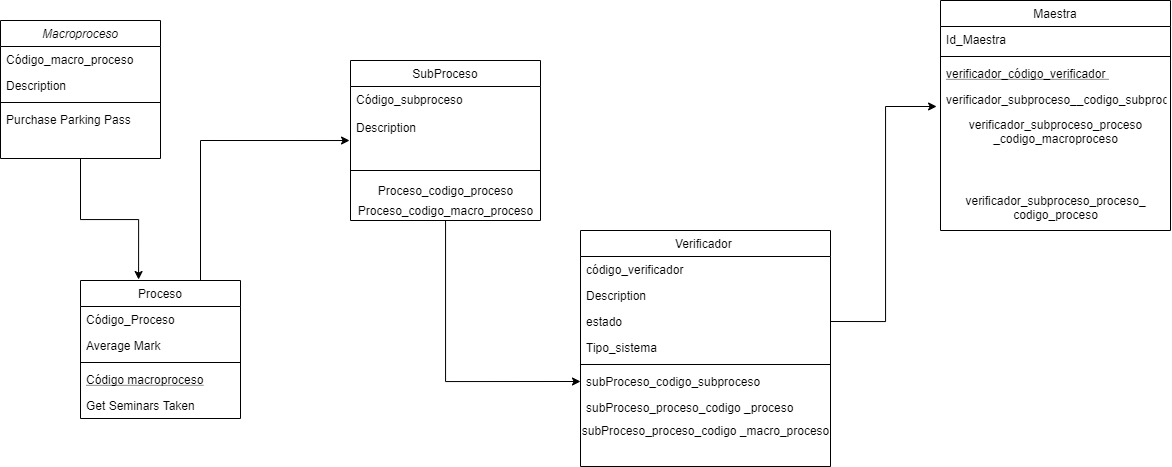 Macroproceso
Código_macro_proceso
Description
Purchase Parking Pass
Proceso
Código_Proceso
Average Mark
Código macroproceso
Get Seminars Taken
SubProceso
Código_subproceso
Description
Proceso_codigo_proceso
Proceso_codigo_macro_proceso
Verificador
código_verificador
Description
estado
Tipo_sistema
subProceso_codigo_subproceso
subProceso_proceso_codigo _proceso
subProceso_proceso_codigo _macro_proceso
Maestra
Id_Maestra
verificador_código_verificador
verificador_subproceso__codigo_subproc
verificador_subproceso_proceso
_codigo_macroproceso
verificador_subproceso_proceso_
codigo_proceso